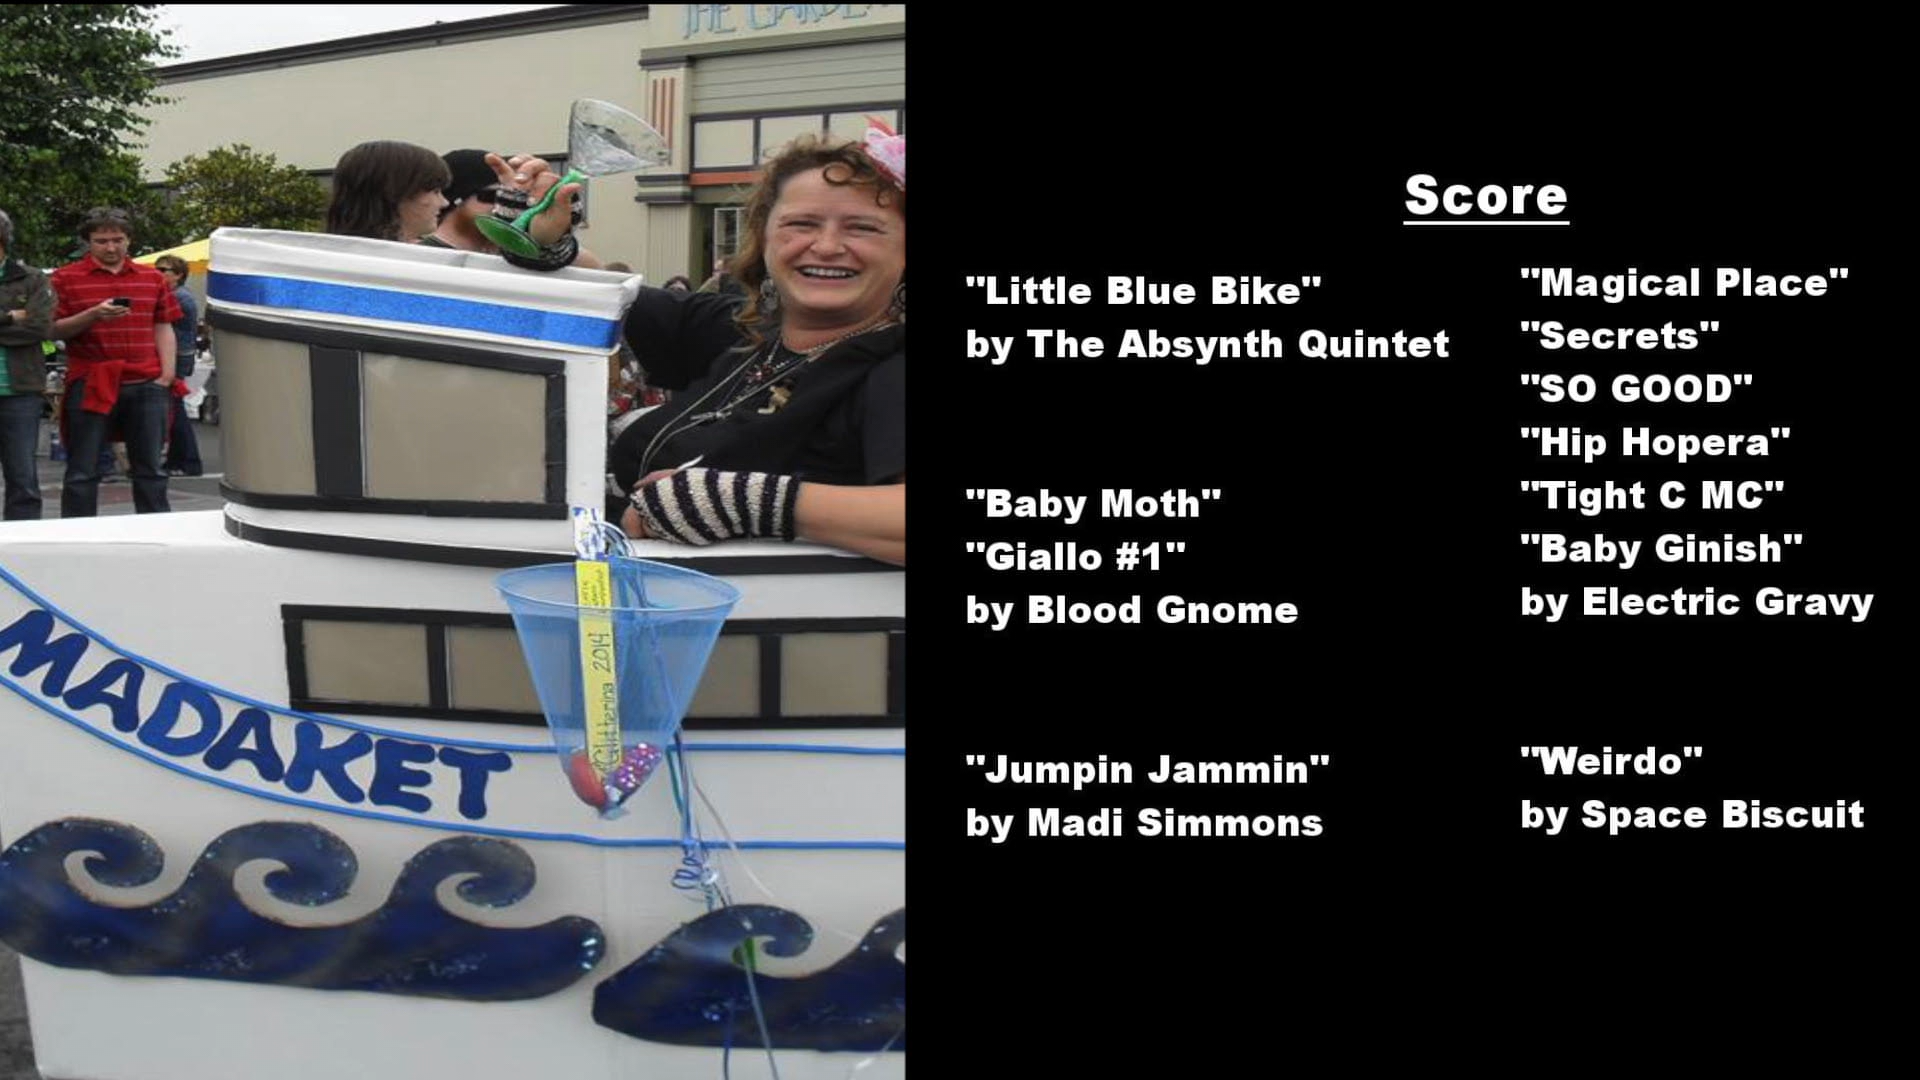 THE GARDEN
MADAKET
Glitterina 2014
Score
"Little Blue Bike"
by The Absynth Quintet
"Baby Moth"
"Giallo #1"
by Blood Gnome
"Jumpin Jammin"
by Madi Simmons
"Magical Place"
"Secrets"
"SO GOOD"
"Hip Hopera"
"Tight C MC"
"Baby Ginish"
by Electric Gravy
"Weirdo"
by Space Biscuit